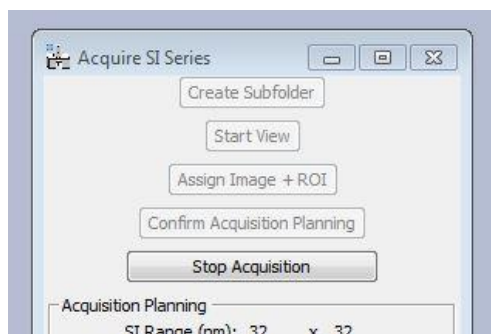 Acquire SI Series
Create Subfolder
Start View
Assign Image + ROI
Confirm Acquisition Planning
Stop Acquisition
Acquisition Planning
SI Range (nm): 32 x 32